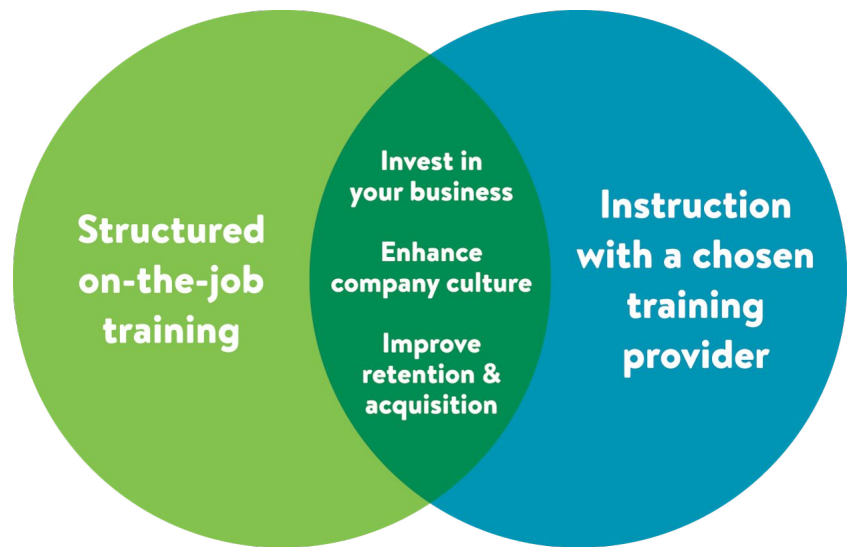 Structured
on-the-job
training
Invest in
your business
Enhance
company culture
Improve
retention &
acquisition
Instruction
with a chosen
training
provider